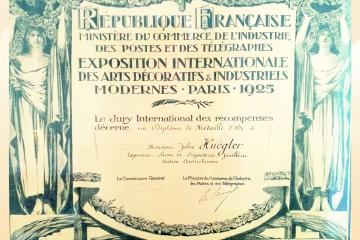 RÉPUBLIQUE FRANÇAISE
MINISTÈRE DU COMMERCE DE L'INDUSTRIE
DES POSTES ET DES TÉLÉGRAPHES
EXPOSITION INTERNATIONALE
DES ARTS DÉCORATIFS & INDUSTRIELS
MODERNES · PARIS · 1925
Le Jury International des récompenses
décerne un Diplôme de Médaille d'Or à
Monsieur Huegler
Section
Le Commissaire Général
Le Ministre du Commerce, de l'Industrie,
des Postes et des Télégraphes